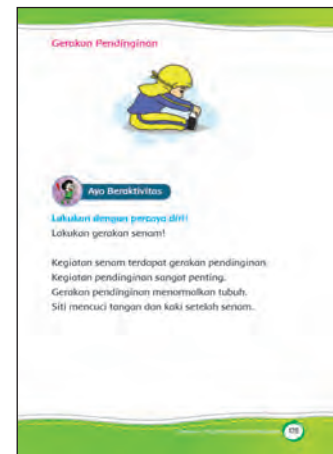 Gerakan Pendinginan
Ayo Beraktivitas
Lakukan dengan percaya diri!
Lakukan gerakan senam!
Kegiatan senam terdapat gerakan pendinginan.
Kegiatan pendinginan sangat penting.
Gerakan pendinginan menormalkan tubuh.
Siti mencuci tangan dan kaki setelah senam.